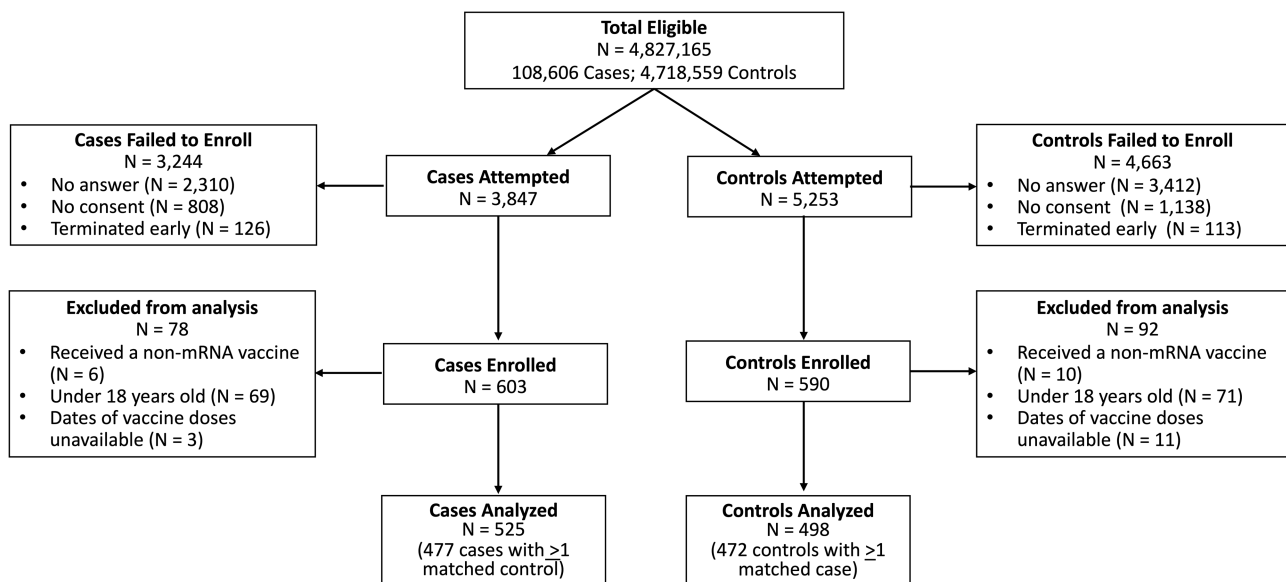 Total Eligible
N = 4,827,165
108,606 Cases; 4,718,559 Controls
Cases Failed to Enroll
N = 3,244
• No answer (N = 2,310)
• No consent (N = 808)
• Terminated early (N = 126)
Cases Attempted
N = 3,847
Controls Attempted
N = 5,253
Controls Failed to Enroll
N = 4,663
• No answer (N = 3,412)
• No consent  (N = 1,138)
• Terminated early  (N = 113)
Excluded from analysis
N = 78
• Received a non-mRNA vaccine
(N = 6)
• Under 18 years old (N = 69)
• Dates of vaccine doses
unavailable (N = 3)
Cases Enrolled
N = 603
Controls Enrolled
N = 590
Excluded from analysis
N = 92
• Received a non-mRNA vaccine
(N = 10)
• Under 18 years old (N = 71)
• Dates of vaccine doses
unavailable (N = 11)
Cases Analyzed
N = 525
(477 cases with >1
matched control)
Controls Analyzed
N = 498
(472 controls with >1
matched case)